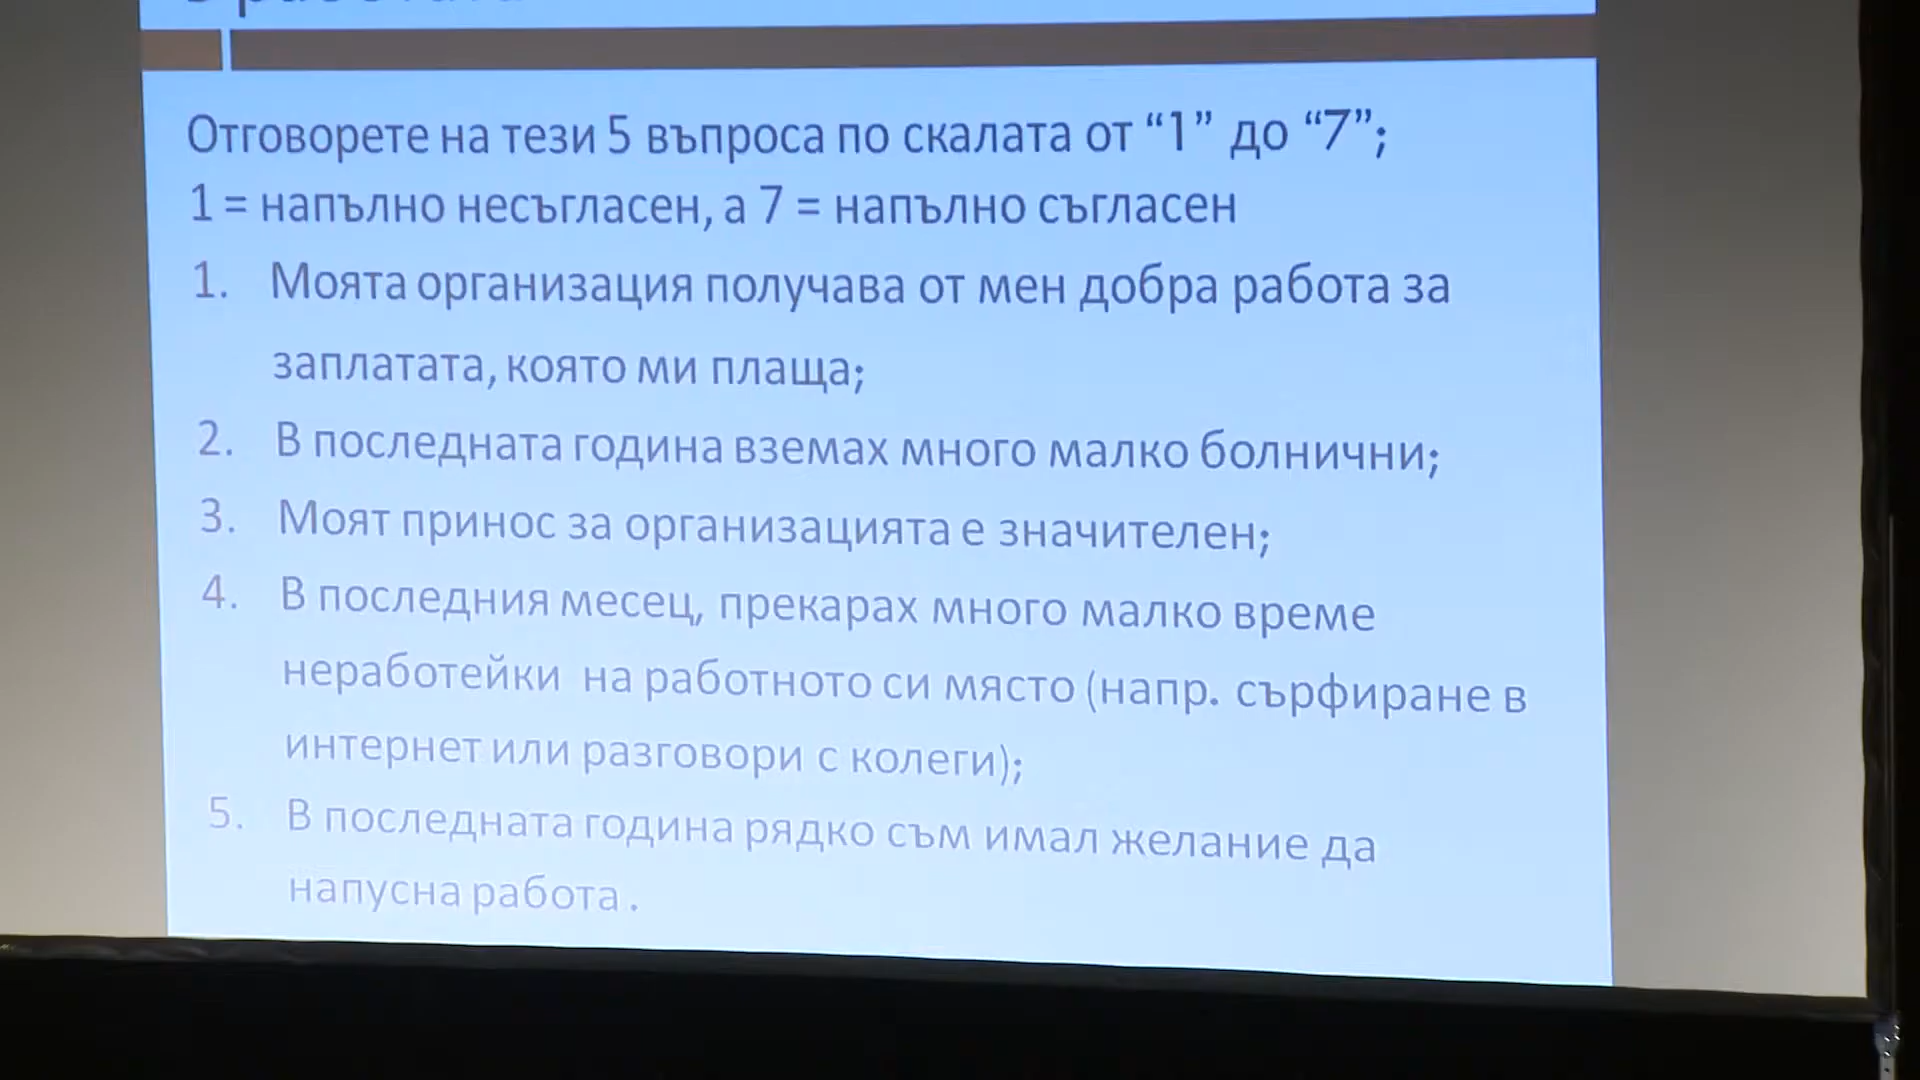 Отговорете на тези 5 въпроса по скалата от “1” до “7”;
1 = напълно несъгласен, а 7 = напълно съгласен
1. Моята организация получава от мен добра работа за
заплатата, която ми плаща;
2. В последната година вземах много малко болнични;
3. Моят принос за организацията е значителен;
4. В последния месец, прекарах много малко време
неработейки на работното си място (напр. сърфиране в
интернет или разговори с колеги);
5. В последната година рядко съм имал желание да
напусна работа .